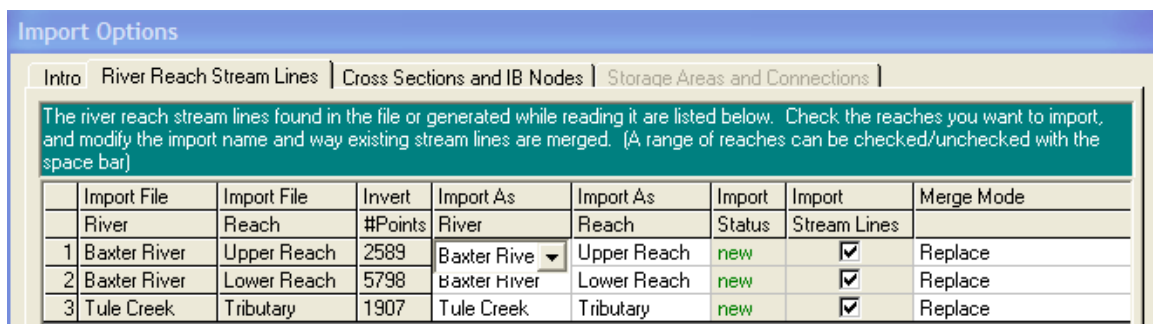 Import Options
Intro River Reach Stream Lines Cross Sections and IB Nodes Storage Areas and Connections
The river reach stream lines found in the file or generated while reading it are listed below. Check the reaches you want to import,
and modify the import name and way existing stream lines are merged. (A range of reaches can be checked/unchecked with the
space bar)
Import File Import File Invert Import As Import As Import Import Merge Mode
River Reach #Points River Reach Status Stream Lines
1 Baxter River Upper Reach 2589 Baxter Rive Upper Reach new Replace
2 Baxter River Lower Reach 5798 Baxter River Lower Reach new Replace
3 Tule Creek Tributary 1907 Tule Creek Tributary new Replace